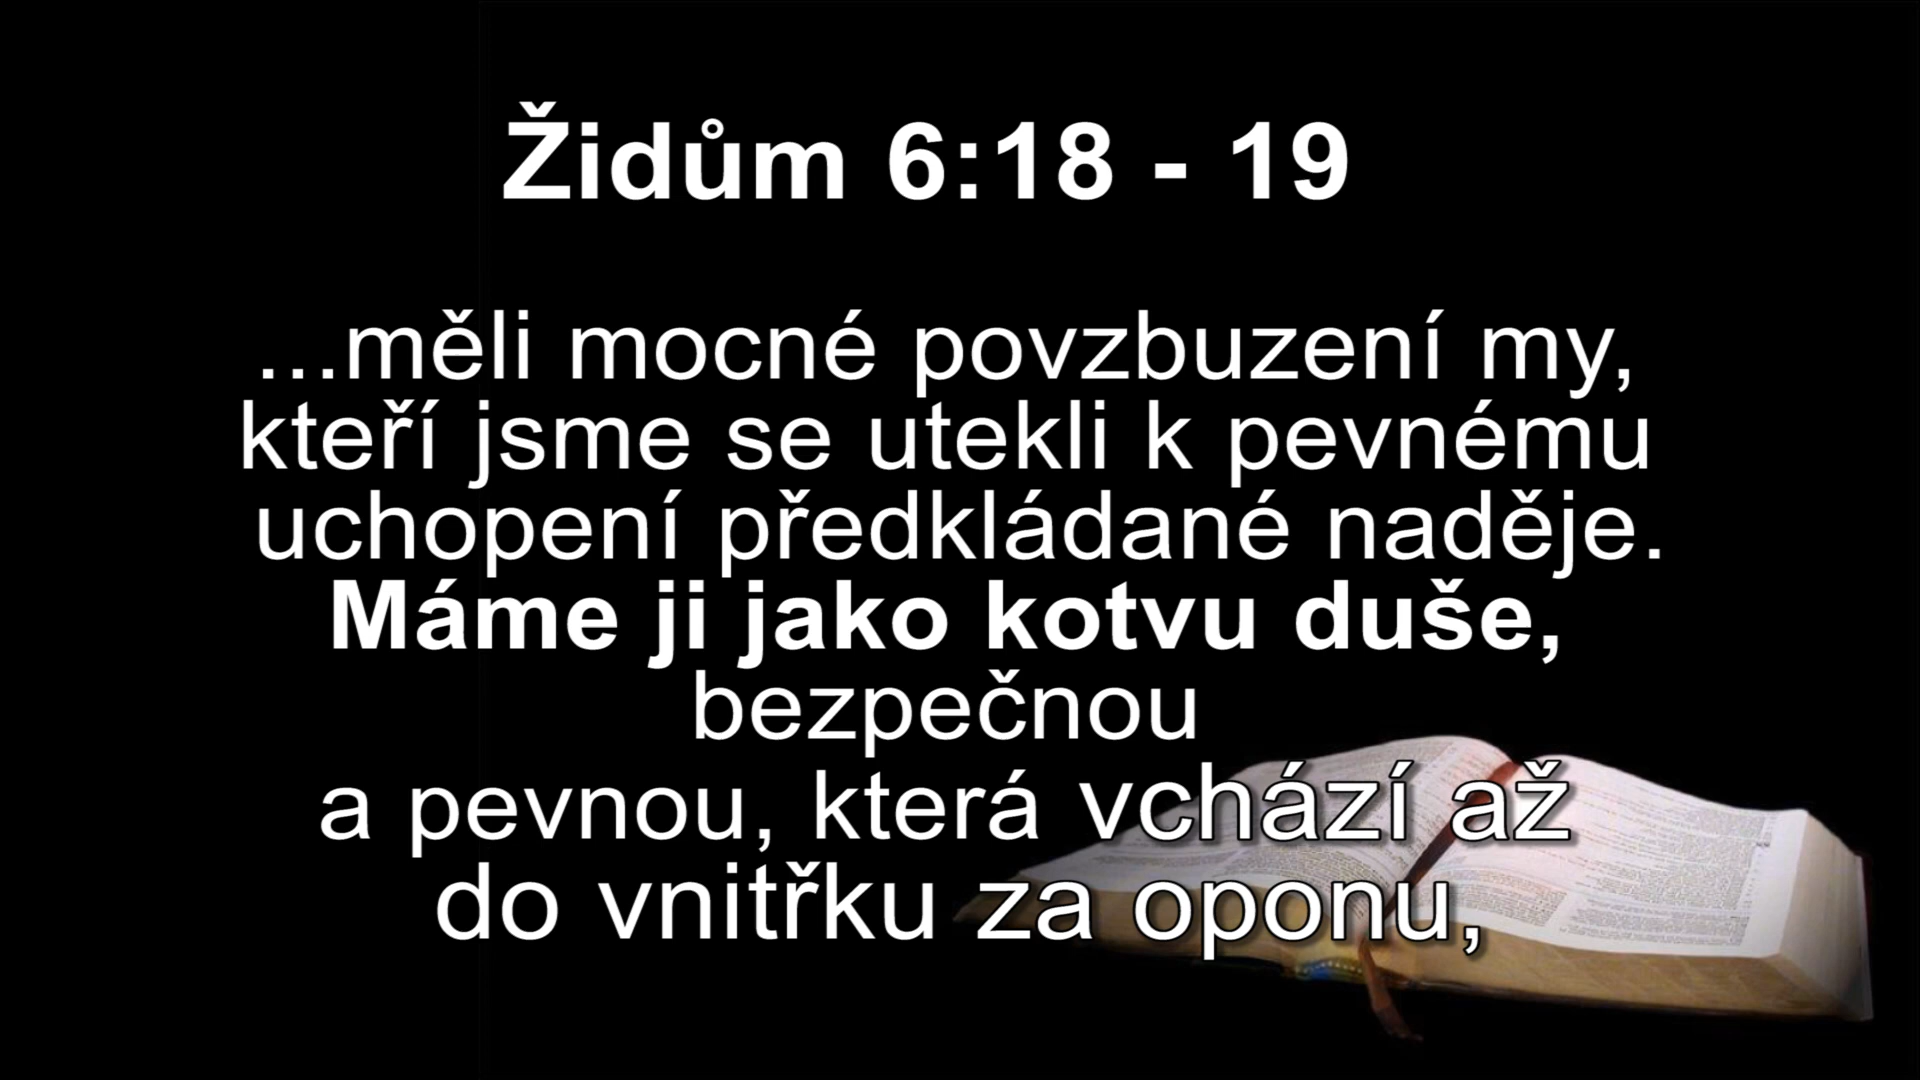 Židům 6:18 - 19
...měli mocné povzbuzení my,
kteří jsme se utekli k pevnému
uchopení předkládané naděje.
Máme ji jako kotvu duše,
bezpečnou
a pevnou, která vchází až
do vnitřku za oponu,